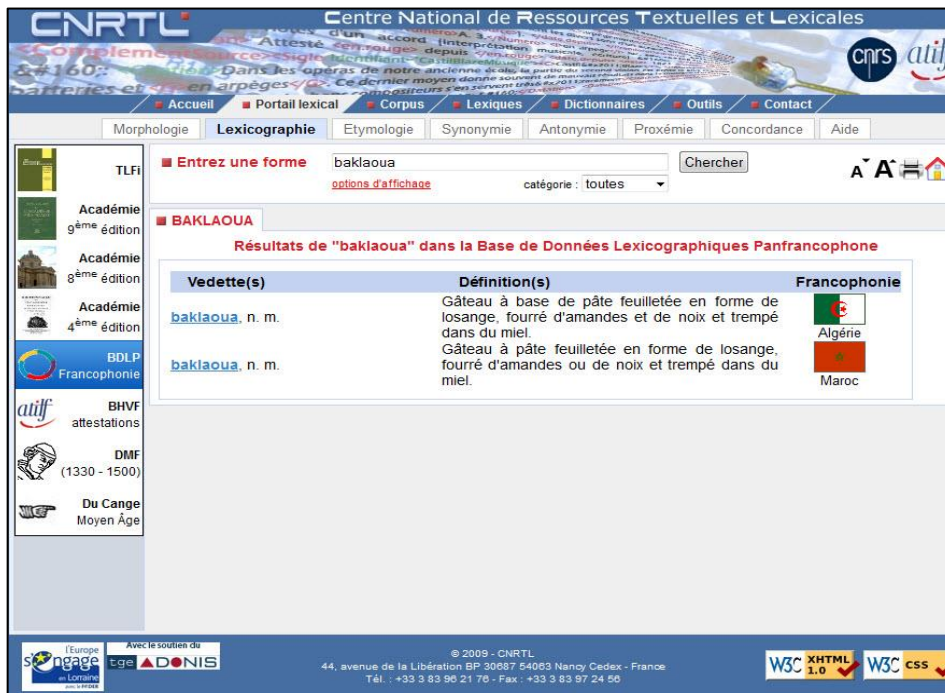 CNRTL Centre National de Ressources Textuelles et Lexicales
Accueil Portail lexical Corpus Lexiques Dictionnaires Outils Contact
Morphologie Lexicographie Etymologie Synonymie Antonymie Proxémie Concordance Aide
TLFi
Académie
9ème édition
Académie
8ème édition
Académie
4ème édition
BDLP
Francophonie
atilf BHVF
attestations
DMF
(1330 - 1500)
Du Cange
Moyen Âge
Entrez une forme baklaoua Chercher
options d'affichage catégorie : toutes
A A
cnrs atilf
BAKLAOUA
Résultats de "baklaoua" dans la Base de Données Lexicographiques Panfrancophone
Vedette(s) Définition(s) Francophonie
baklaoua, n. m.
Gâteau à base de pâte feuilletée en forme de
losange, fourré d'amandes et de noix et trempé
dans du miel.
Algérie
baklaoua, n. m.
Gâteau à pâte feuilletée en forme de losange,
fourré d'amandes ou de noix et trempé dans du
miel.
Maroc
l'Europe
s'engage
en Lorraine
Avec le soutien du
tge ADONIS
© 2009 - CNRTL
44, avenue de la Libération BP 30687 54063 Nancy Cedex - France
Tél. : +33 3 83 96 21 76 - Fax : +33 3 83 97 24 56
W3C XHTML 1.0
W3C css